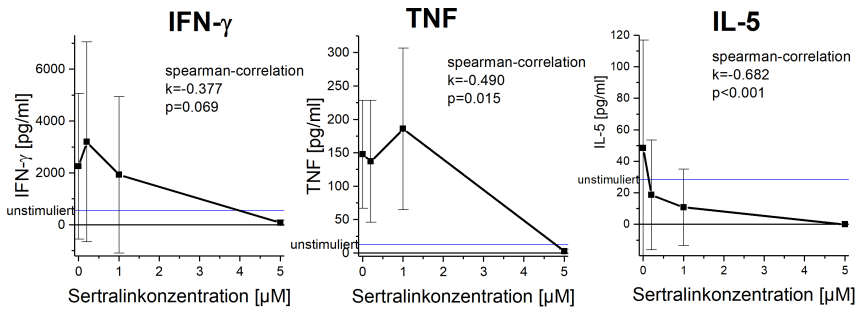 IFN-γ
spearman-correlation
k=-0.377
p=0.069
IFN-γ [pg/ml]
6000
4000
2000
0
unstimuliert
0 1 2 3 4 5
Sertralinkonzentration [µM]
TNF
spearman-correlation
k=-0.490
p=0.015
TNF [pg/ml]
300
250
200
150
100
50
0
unstimuliert
0 1 2 3 4 5
Sertralinkonzentration [µM]
IL-5
spearman-correlation
k=-0.682
p<0.001
IL-5 [pg/ml]
120
100
80
60
40
20
0
-20
unstimuliert
0 1 2 3 4 5
Sertralinkonzentration [µM]